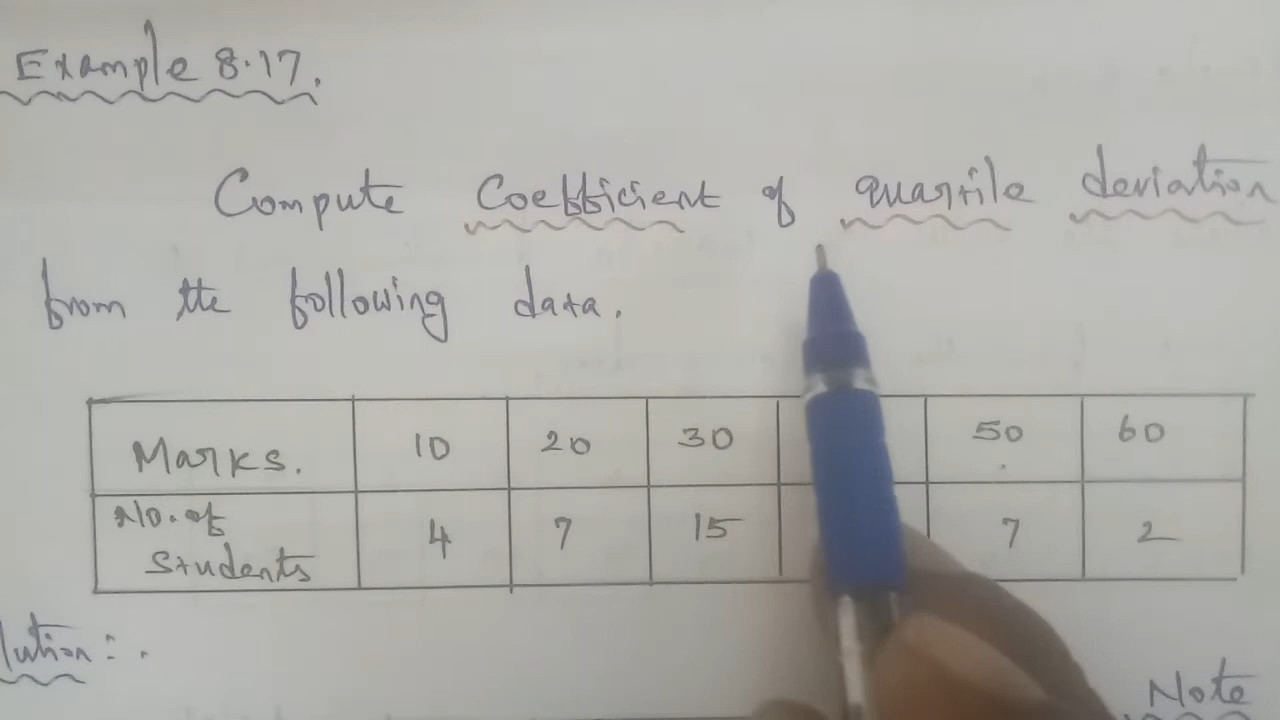 Example 8.17.
Compute Coefficient of quartile deviation
from the following data.
Marks. 10 20 30 50 60
No. of Students 4 7 15 7 2
lution :-
Note